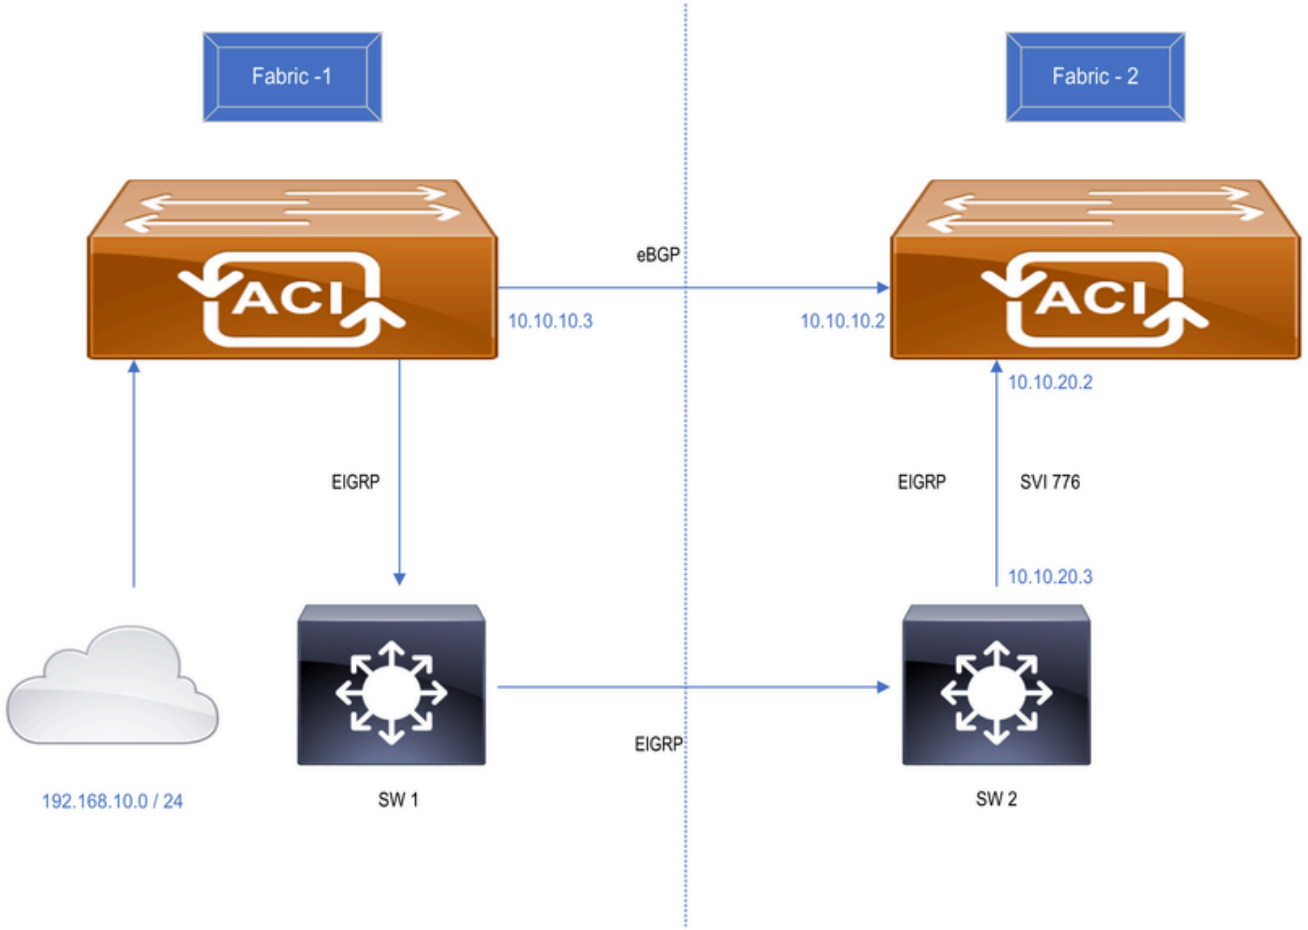 Fabric -1
Fabric - 2
ACI
ACI
eBGP
10.10.10.3
10.10.10.2
10.10.20.2
EIGRP
EIGRP
SVI 776
10.10.20.3
EIGRP
192.168.10.0 / 24
SW 1
SW 2